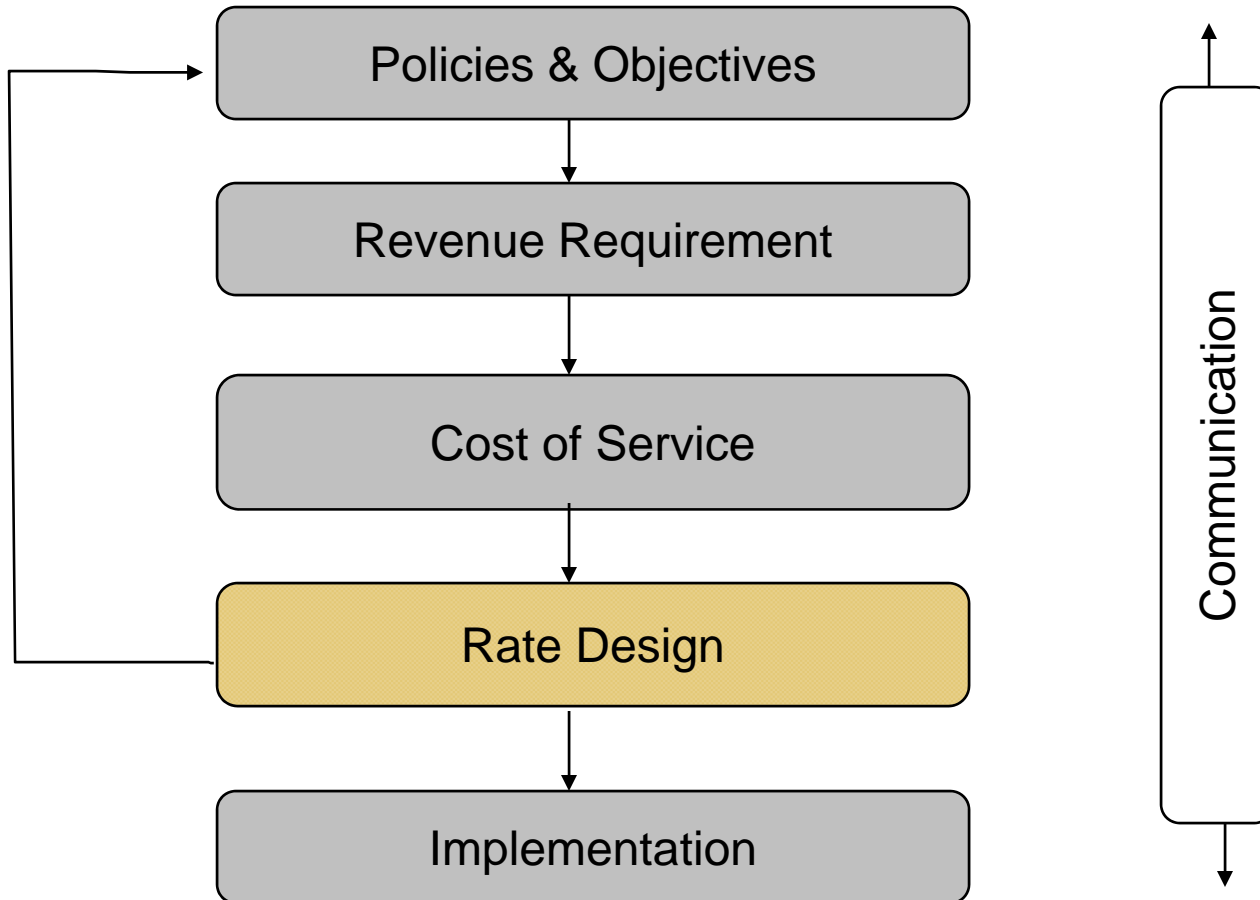 Policies & Objectives
Revenue Requirement
Cost of Service
Rate Design
Implementation
Communication